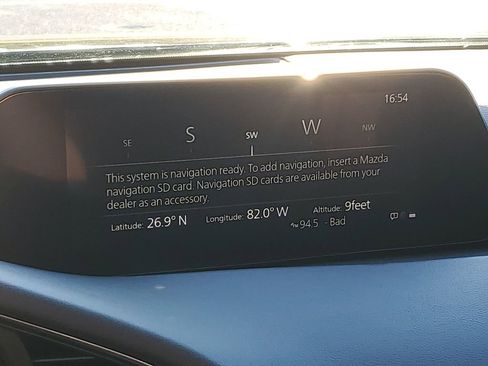 16:54
SE S SW W NW
This system is navigation ready. To add navigation, insert a Mazda
navigation SD card. Navigation SD cards are available from your
dealer as an accessory.
Latitude: 26.9° N Longitude: 82.0° W Altitude: 9feet
94.5 - Bad